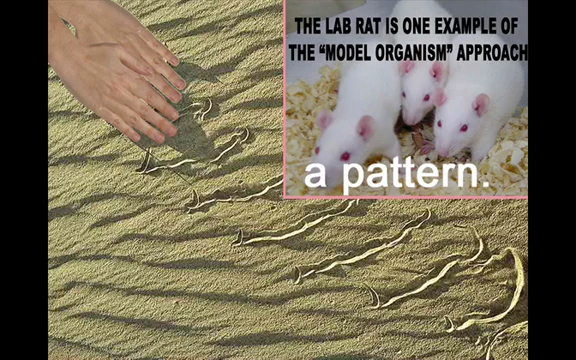 THE LAB RAT IS ONE EXAMPLE OF
THE “MODEL ORGANISM” APPROACH
a pattern.